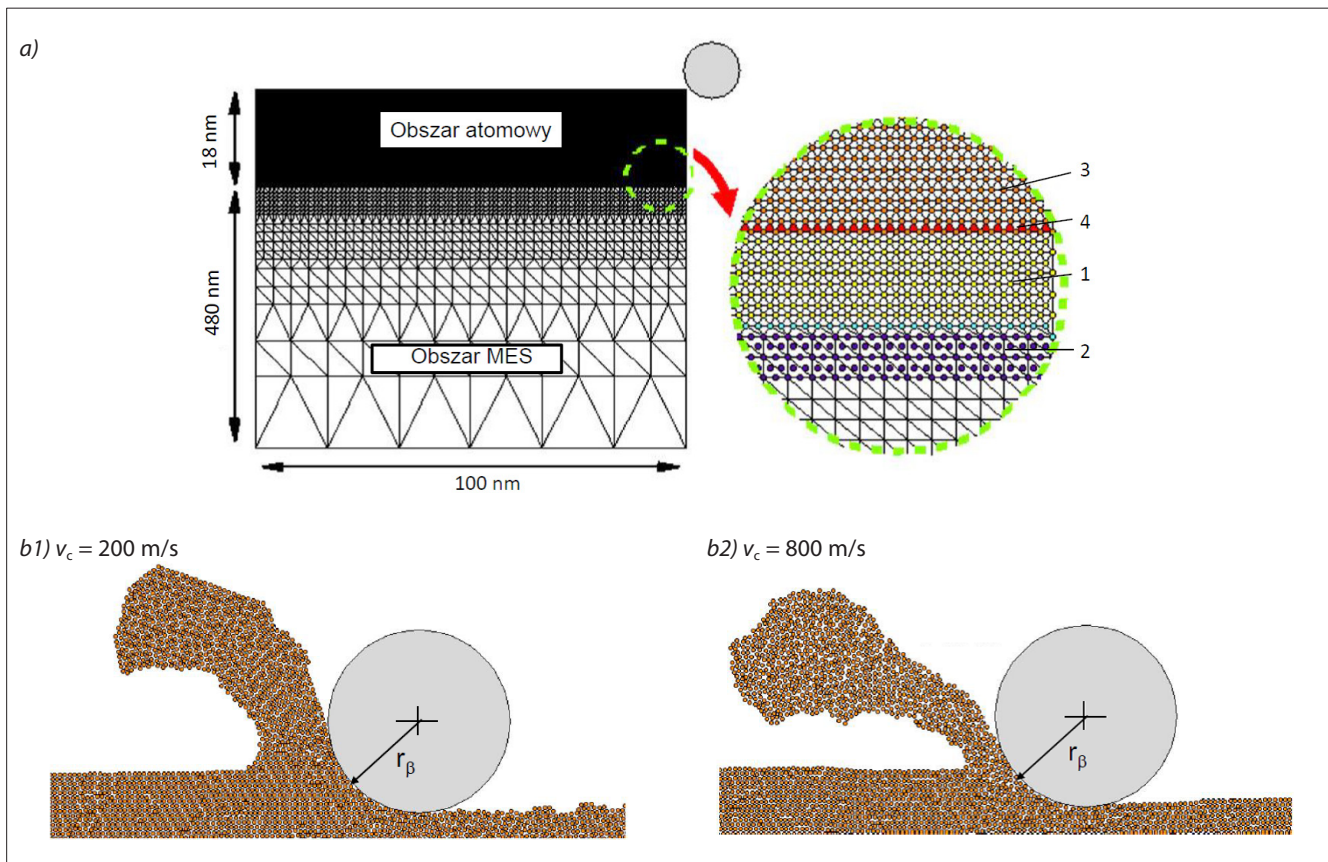 a)
Obszar atomowy
18 nm
3
4
1
480 nm
Obszar MES
2
100 nm
b1) vc = 200 m/s
b2) vc = 800 m/s
rβ
rβ